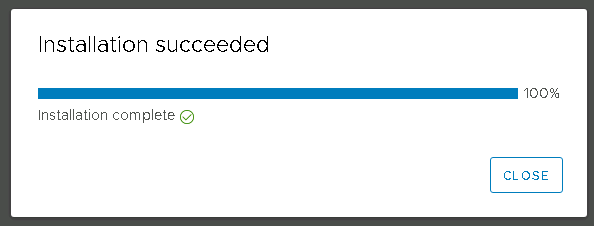 Installation succeeded
100%
Installation complete
CLOSE